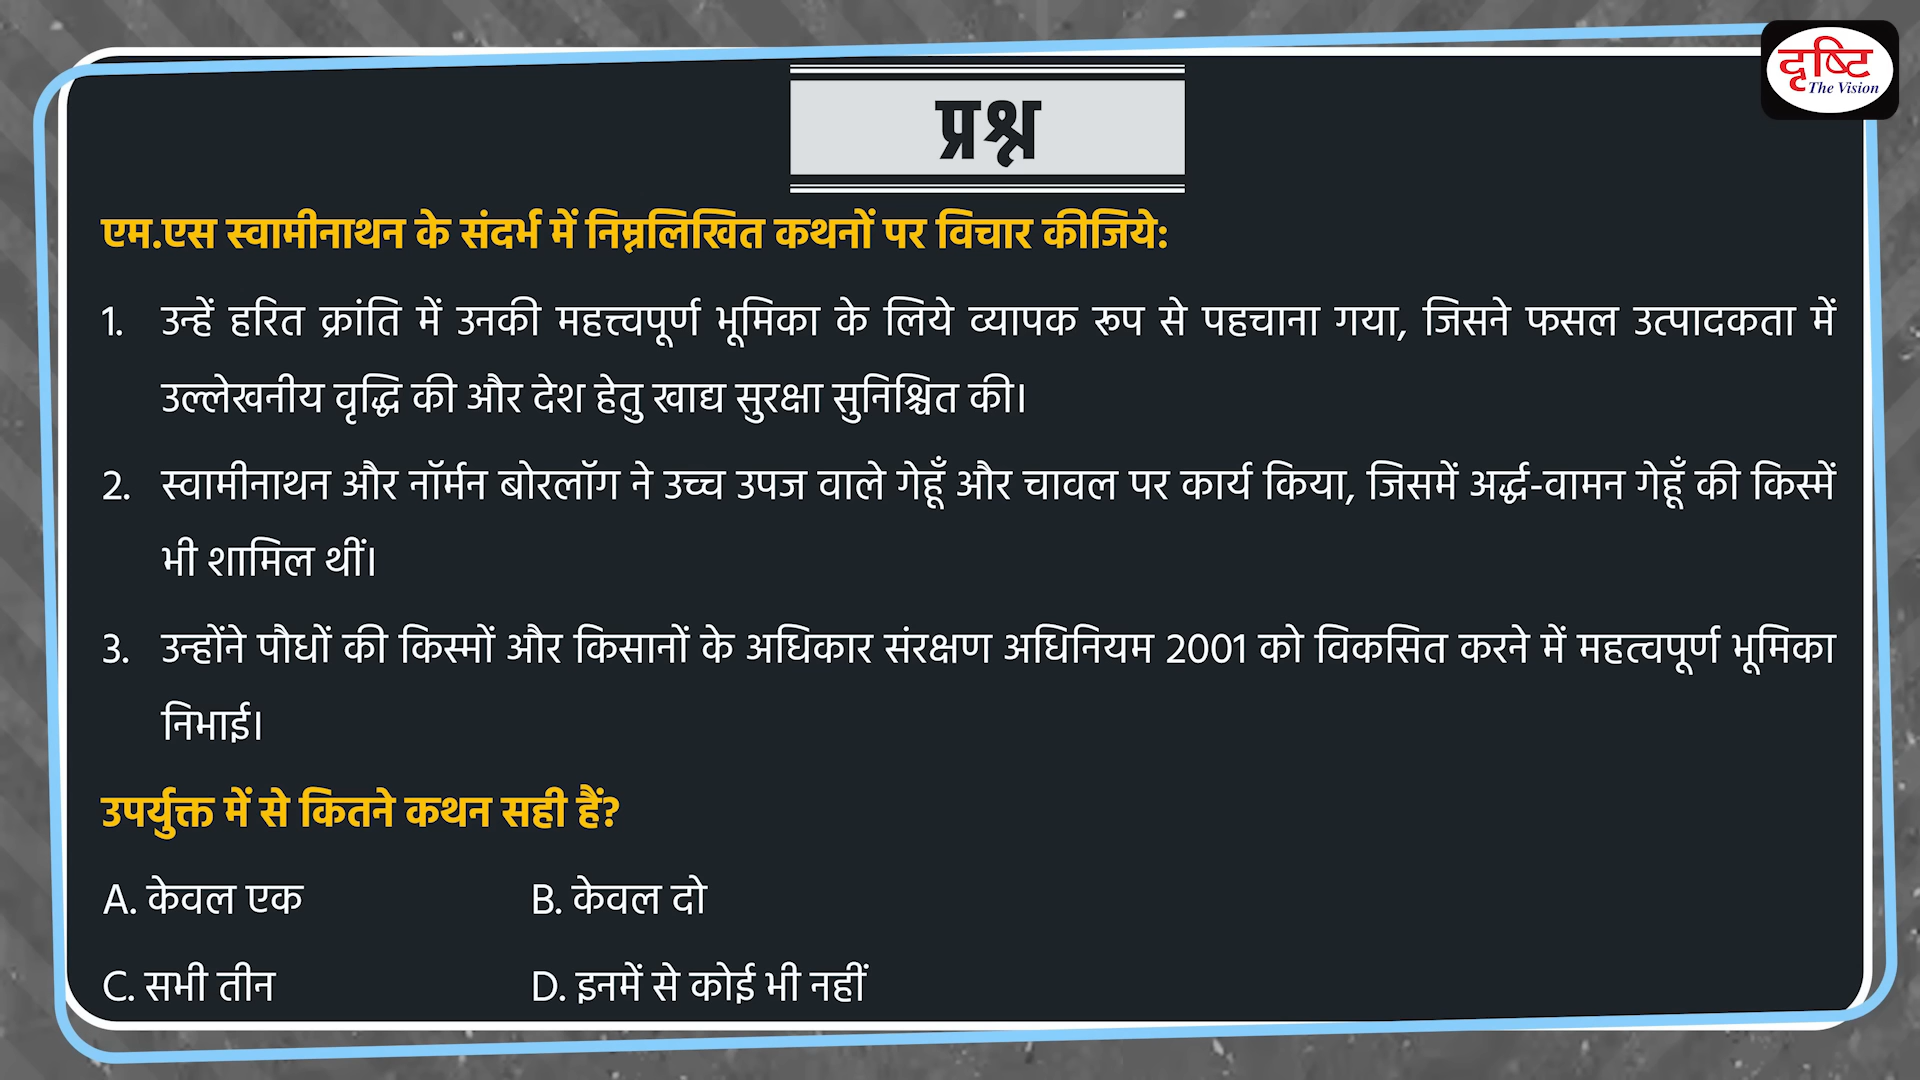 दृष्टि
The Vision
प्रश्न
एम.एस स्वामीनाथन के संदर्भ में निम्नलिखित कथनों पर विचार कीजिये:
1. उन्हें हरित क्रांति में उनकी महत्त्वपूर्ण भूमिका के लिये व्यापक रूप से पहचाना गया, जिसने फसल उत्पादकता में
उल्लेखनीय वृद्धि की और देश हेतु खाद्य सुरक्षा सुनिश्चित की।
2. स्वामीनाथन और नॉर्मन बोरलॉग ने उच्च उपज वाले गेहूँ और चावल पर कार्य किया, जिसमें अर्द्ध-वामन गेहूँ की किस्में
भी शामिल थीं।
3. उन्होंने पौधों की किस्मों और किसानों के अधिकार संरक्षण अधिनियम 2001 को विकसित करने में महत्वपूर्ण भूमिका
निभाई।
उपर्युक्त में से कितने कथन सही हैं?
A. केवल एक B. केवल दो
C. सभी तीन D. इनमें से कोई भी नहीं